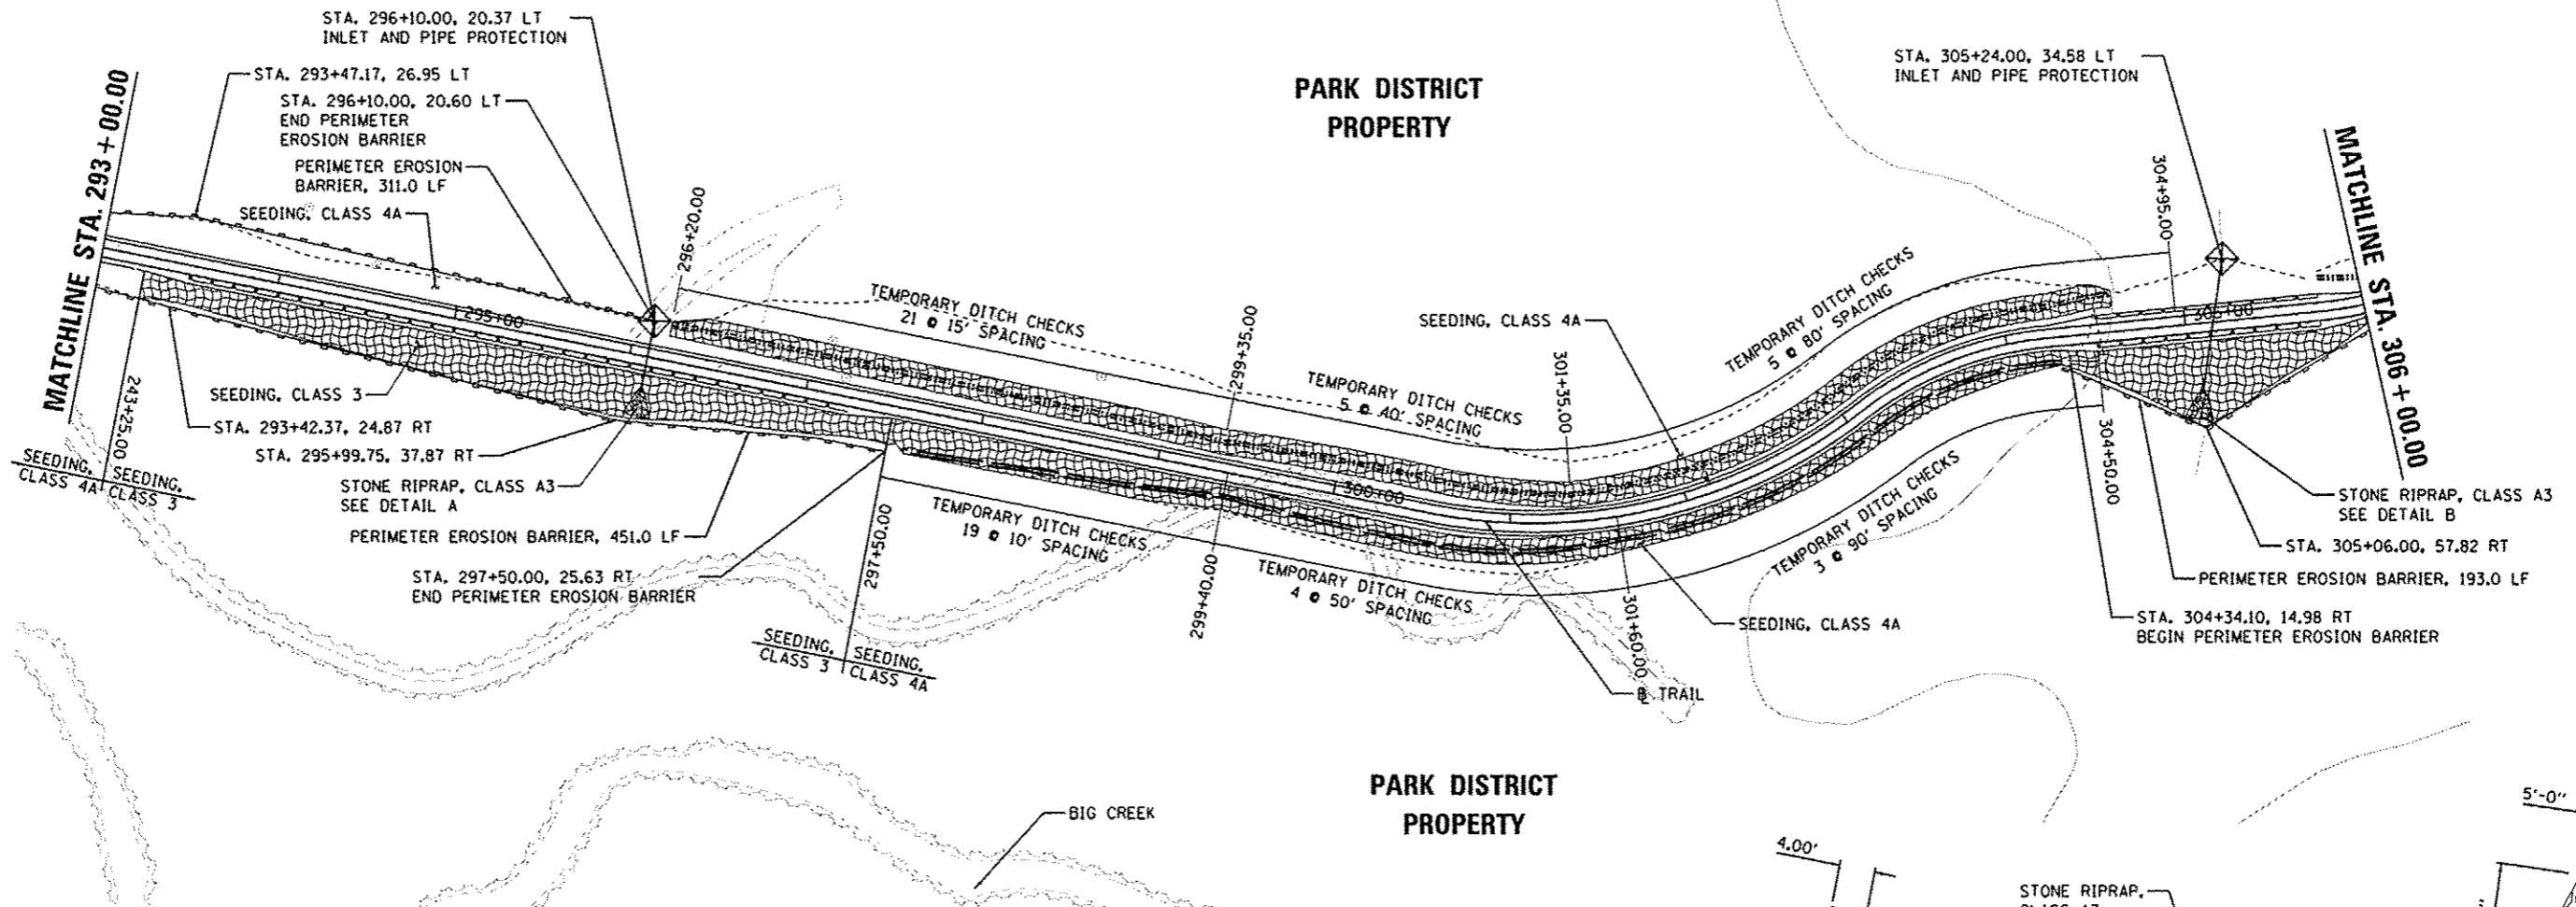 STA. 296+10.00, 20.37 LT
INLET AND PIPE PROTECTION
STA. 293+47.17, 26.95 LT
STA. 296+10.00, 20.60 LT
END PERIMETER
EROSION BARRIER
PERIMETER EROSION
BARRIER, 311.0 LF
SEEDING, CLASS 4A
MATCHLINE STA. 293+00.00
295+00
296+20.00
243+25.00
SEEDING, CLASS 3
STA. 293+42.37, 24.87 RT
STA. 295+99.75, 37.87 RT
SEEDING, CLASS 4A
SEEDING, CLASS 3
STONE RIPRAP, CLASS A3
SEE DETAIL A
PERIMETER EROSION BARRIER, 451.0 LF
STA. 297+50.00, 25.63 RT
END PERIMETER EROSION BARRIER
297+50.00
SEEDING, CLASS 3
SEEDING, CLASS 4A
PARK DISTRICT
PROPERTY
TEMPORARY DITCH CHECKS
21 @ 15' SPACING
299+35.00
TEMPORARY DITCH CHECKS
5 @ 40' SPACING
301+35.00
SEEDING, CLASS 4A
TEMPORARY DITCH CHECKS
5 @ 80' SPACING
304+95.00
STA. 305+24.00, 34.58 LT
INLET AND PIPE PROTECTION
MATCHLINE STA. 306+00.00
305+00
300+00
TEMPORARY DITCH CHECKS
19 @ 10' SPACING
299+40.00
TEMPORARY DITCH CHECKS
4 @ 50' SPACING
301+60.00
TEMPORARY DITCH CHECKS
3 @ 90' SPACING
304+50.00
SEEDING, CLASS 4A
℄ TRAIL
STONE RIPRAP, CLASS A3
SEE DETAIL B
STA. 305+06.00, 57.82 RT
PERIMETER EROSION BARRIER, 193.0 LF
STA. 304+34.10, 14.98 RT
BEGIN PERIMETER EROSION BARRIER
BIG CREEK
PARK DISTRICT
PROPERTY
4.00'
5'-0"
STONE RIPRAP,